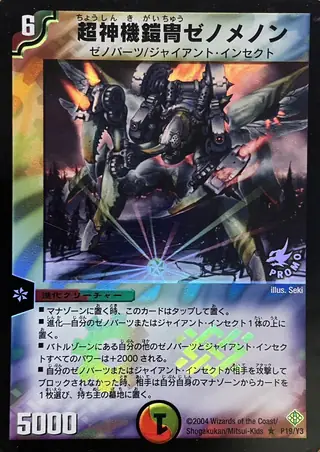 6
ちょうしん き がいちゅう
超神機鎧冑ゼノメノン
ゼノパーツ/ジャイアント・インセクト
PROMO
illus. Seki
進化クリーチャー
■ マナゾーンに置く時、このカードはタップして置く。
■ 進化―自分のゼノパーツまたはジャイアント・インセクト1体の上に置く。
■ バトルゾーンにある自分の他のゼノパーツとジャイアント・インセクトすべてのパワーは+2000される。
■ 自分のゼノパーツまたはジャイアント・インセクトが相手を攻撃してブロックされなかった時、相手は自分自身のマナゾーンからカードを1枚選び、持ち主の墓地に置く。
5000
1
©2004 Wizards of the Coast/
Shogakukan/Mitsui-Kids ★ P19/Y3